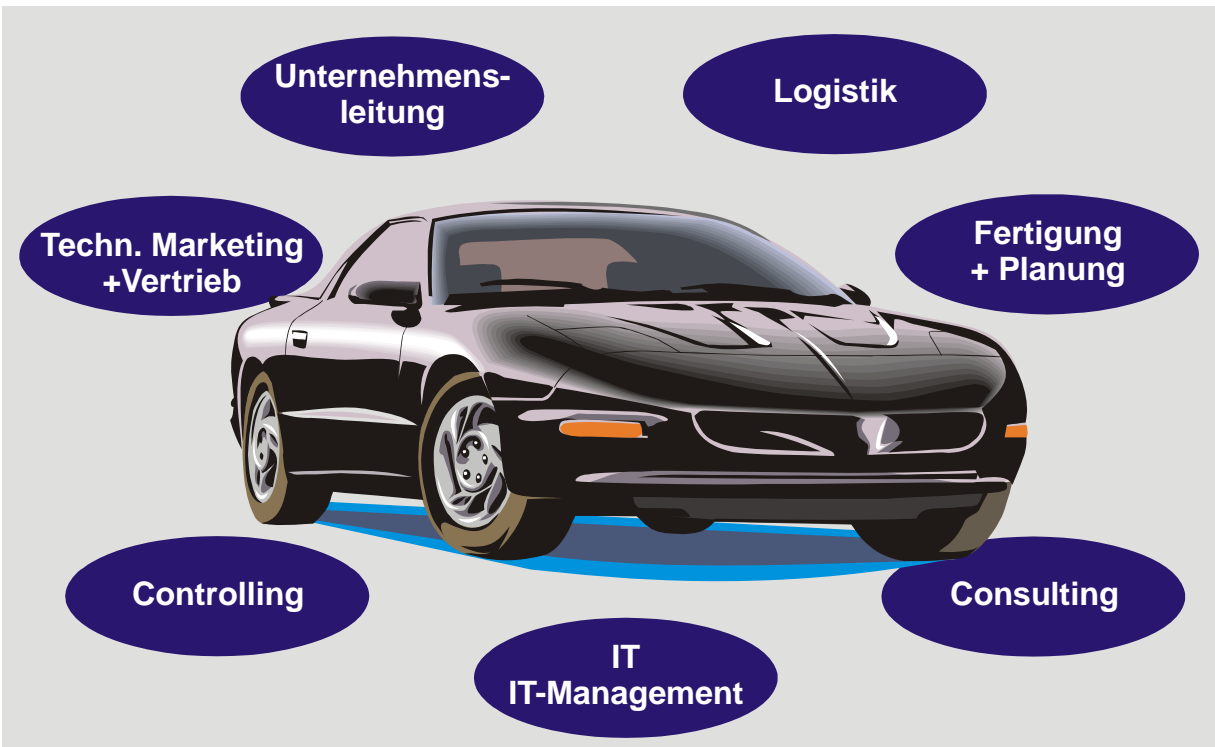 Unternehmens-
leitung
Logistik
Techn. Marketing
+Vertrieb
Fertigung
+ Planung
Controlling
Consulting
IT
IT-Management